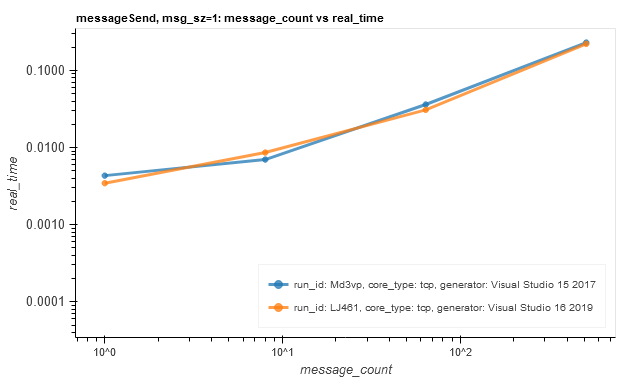 messageSend, msg_sz=1: message_count vs real_time
0.1000
0.0100
0.0010
0.0001
real_time
run_id: Md3vp, core_type: tcp, generator: Visual Studio 15 2017
run_id: LJ461, core_type: tcp, generator: Visual Studio 16 2019
10^0
10^1
10^2
message_count